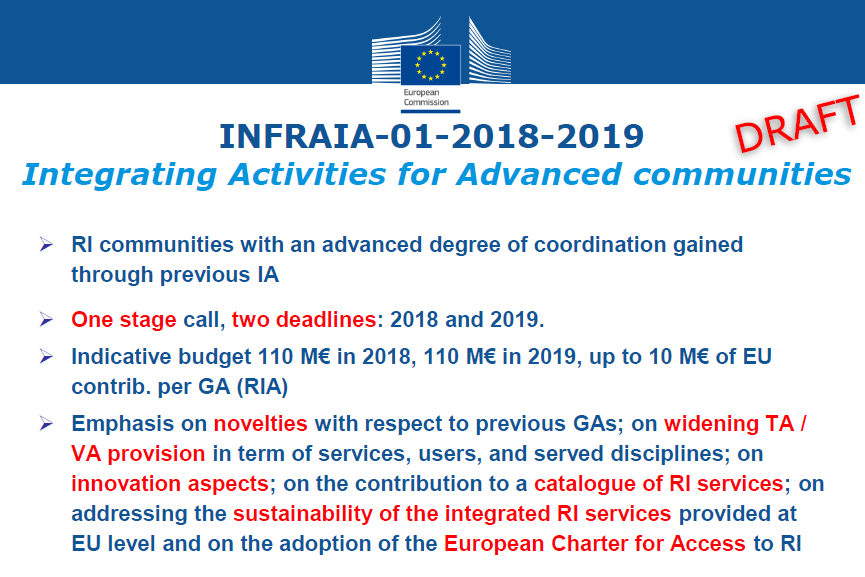 European
Commission
INFRAIA-01-2018-2019
DRAFT
Integrating Activities for Advanced communities
RI communities with an advanced degree of coordination gained
through previous IA
One stage call, two deadlines: 2018 and 2019.
Indicative budget 110 M€ in 2018, 110 M€ in 2019, up to 10 M€ of EU
contrib. per GA (RIA)
Emphasis on novelties with respect to previous GAs; on widening TA /
VA provision in term of services, users, and served disciplines; on
innovation aspects; on the contribution to a catalogue of RI services; on
addressing the sustainability of the integrated RI services provided at
EU level and on the adoption of the European Charter for Access to RI